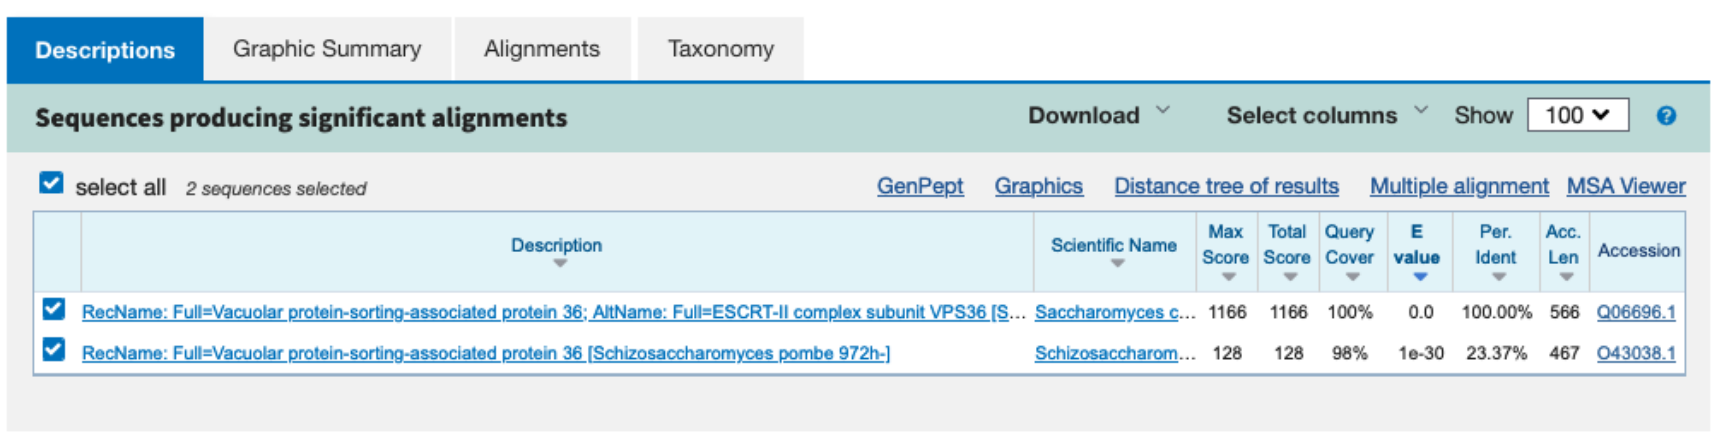 Descriptions Graphic Summary Alignments Taxonomy
Sequences producing significant alignments Download Select columns Show 100
select all 2 sequences selected GenPept Graphics Distance tree of results Multiple alignment MSA Viewer
Description Scientific Name Max Score Total Score Query Cover E value Per. Ident Acc. Len Accession
RecName: Full=Vacuolar protein-sorting-associated protein 36; AltName: Full=ESCRT-II complex subunit VPS36 [S... Saccharomyces c... 1166 1166 100% 0.0 100.00% 566 Q06696.1
RecName: Full=Vacuolar protein-sorting-associated protein 36 [Schizosaccharomyces pombe 972h-] Schizosaccharom... 128 128 98% 1e-30 23.37% 467 O43038.1